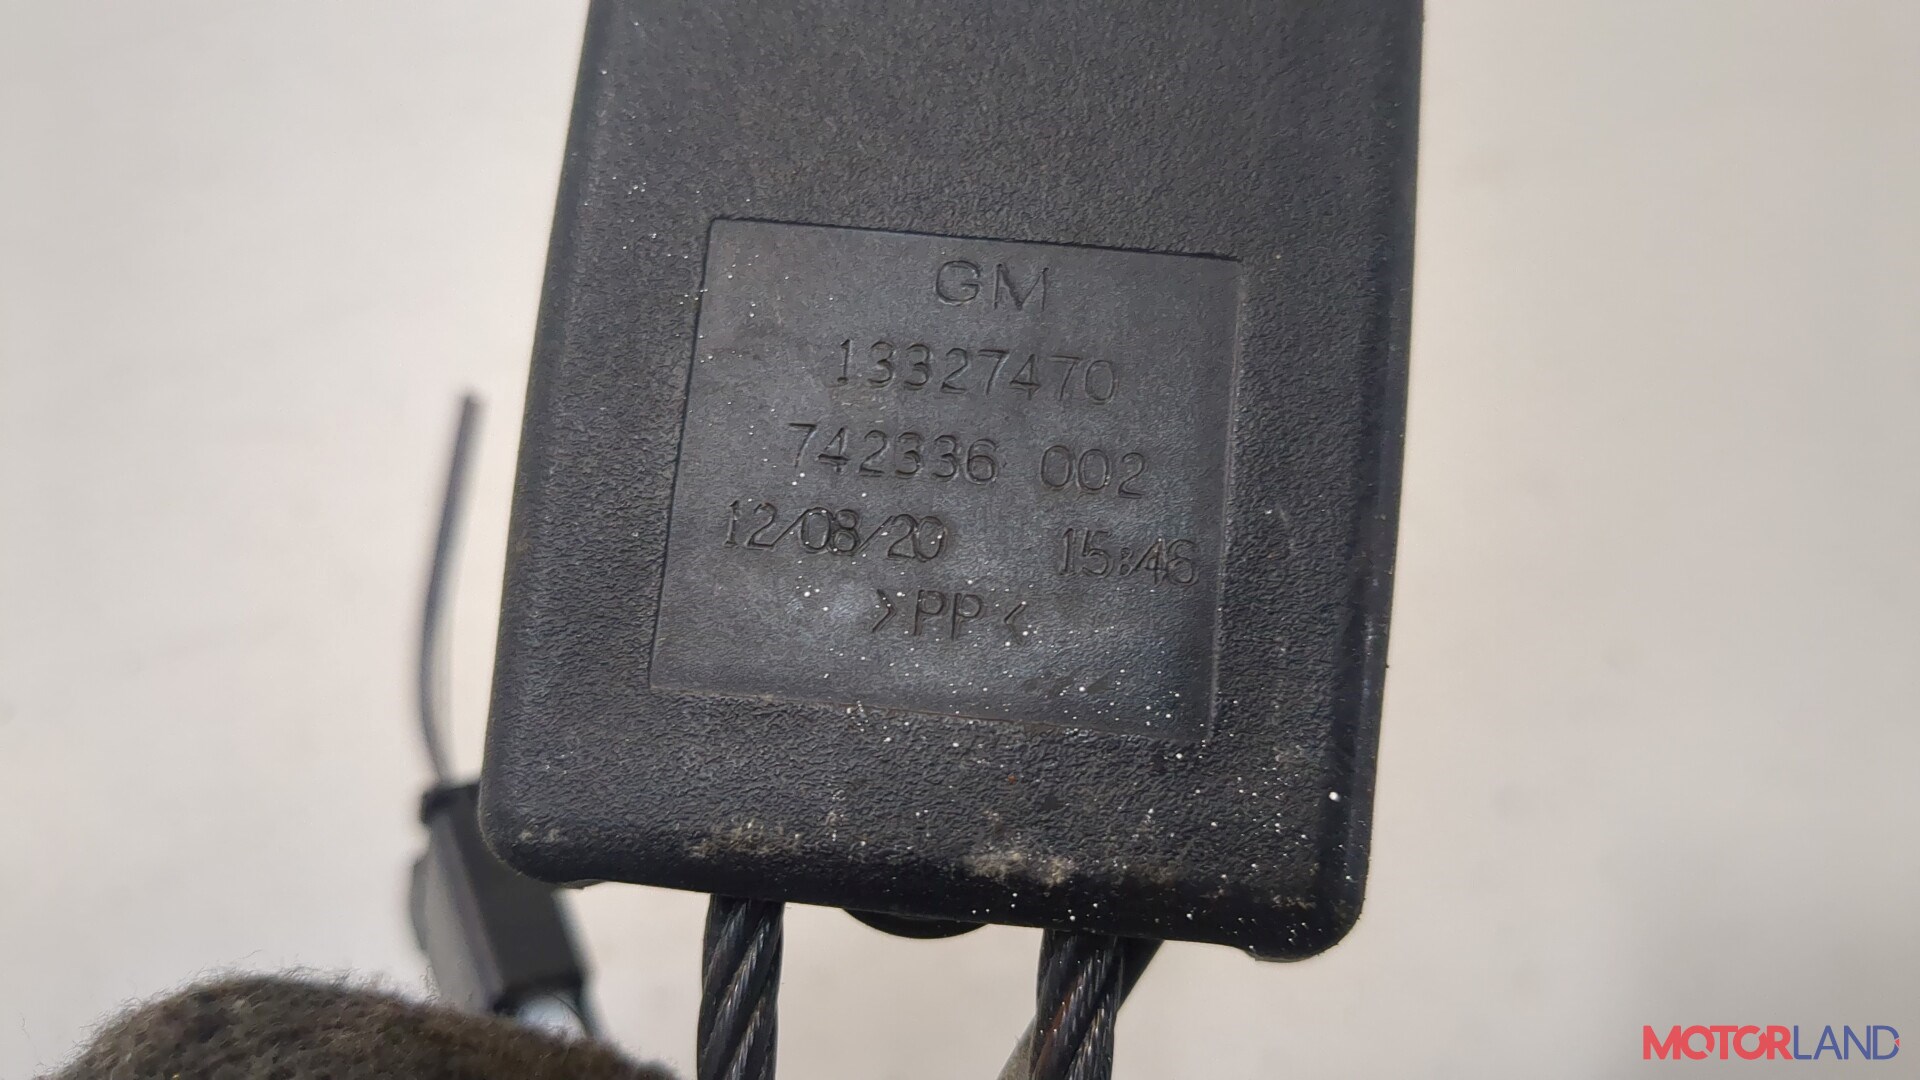 GM
13327470
742336 002
12/08/20 15:46
>PP<
MOTORLAND